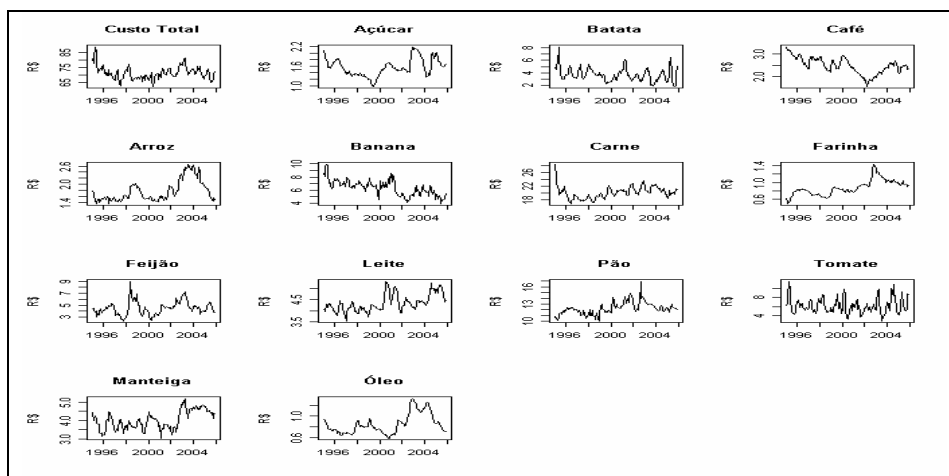 Custo Total
R$
65 75 85
1996 2000 2004
Açúcar
R$
1.0 1.6 2.2
1996 2000 2004
Batata
R$
2 4 6 8
1996 2000 2004
Café
R$
2.0 3.0
1996 2000 2004
Arroz
R$
1.4 2.0 2.6
1996 2000 2004
Banana
R$
4 6 8 10
1996 2000 2004
Carne
R$
18 22 26
1996 2000 2004
Farinha
R$
0.6 1.0 1.4
1996 2000 2004
Feijão
R$
3 5 7 9
1996 2000 2004
Leite
R$
3.5 4.5
1996 2000 2004
Pão
R$
10 13 16
1996 2000 2004
Tomate
R$
4 8
1996 2000 2004
Manteiga
R$
3.0 4.0 5.0
1996 2000 2004
Óleo
R$
0.6 1.0
1996 2000 2004